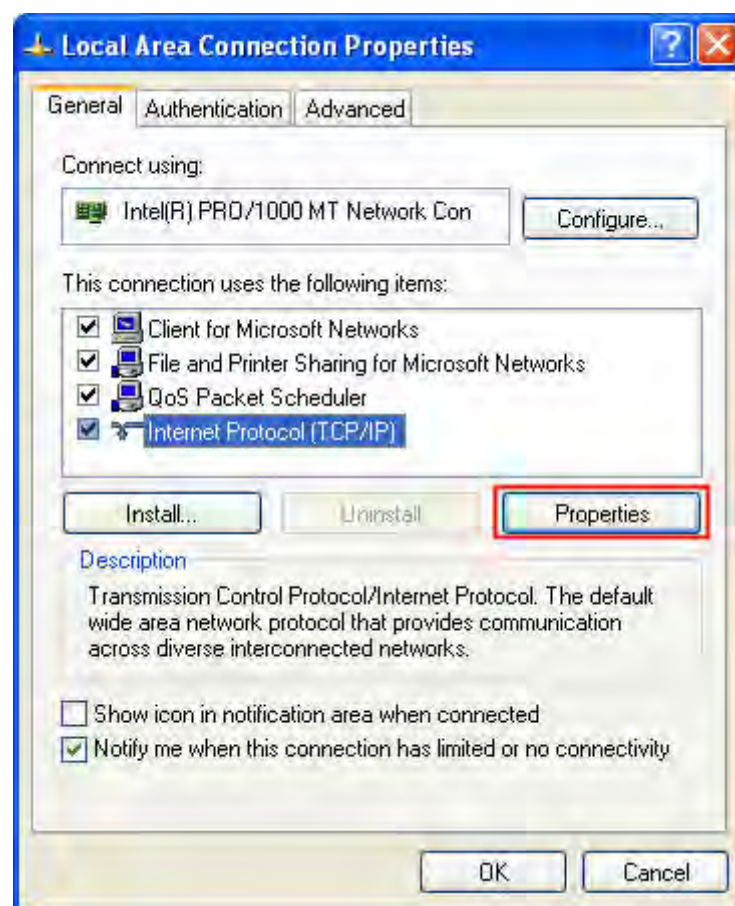 Local Area Connection Properties
General
Authentication
Advanced
Connect using:
Intel(R) PRO/1000 MT Network Con
Configure...
This connection uses the following items:
Client for Microsoft Networks
File and Printer Sharing for Microsoft Networks
QoS Packet Scheduler
Internet Protocol (TCP/IP)
Install...
Uninstall
Properties
Description
Transmission Control Protocol/Internet Protocol. The default
wide area network protocol that provides communication
across diverse interconnected networks.
Show icon in notification area when connected
Notify me when this connection has limited or no connectivity
OK
Cancel